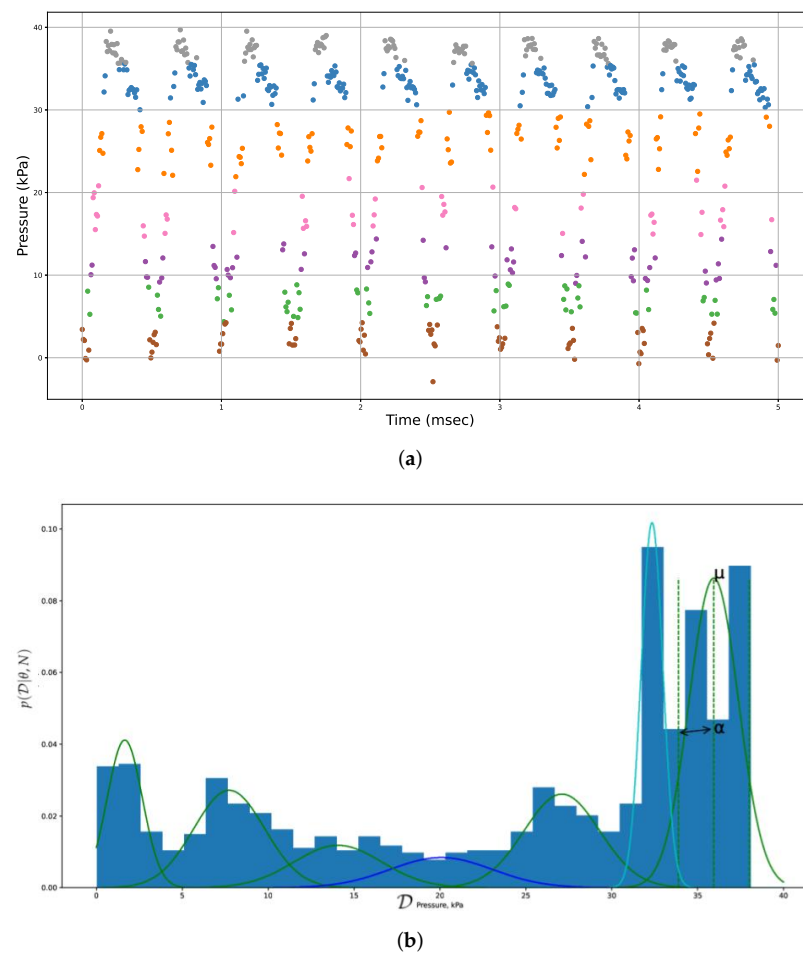 40
30
20
10
0
Pressure (kPa)
0 1 2 3 4 5
Time (msec)
(a)
0.10
0.08
0.06
0.04
0.02
0.00
p(𝒟|θ, N)
μ
α
0 5 10 15 20 25 30 35 40
𝒟 Pressure, kPa
(b)